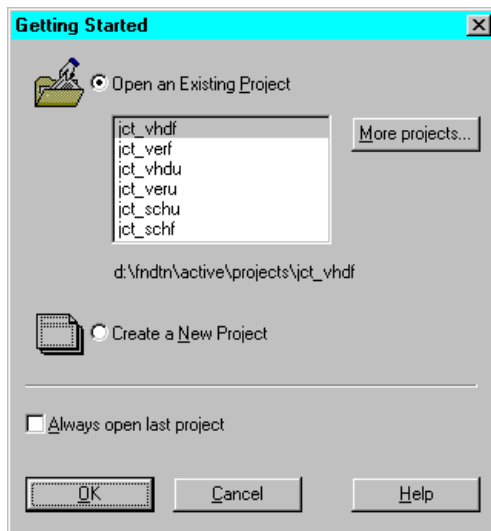 Getting Started
Open an Existing Project
jct_vhdf
jct_verf
jct_vhdu
jct_veru
jct_schu
jct_schf
More projects...
d:\fndtn\active\projects\jct_vhdf
Create a New Project
Always open last project
OK
Cancel
Help